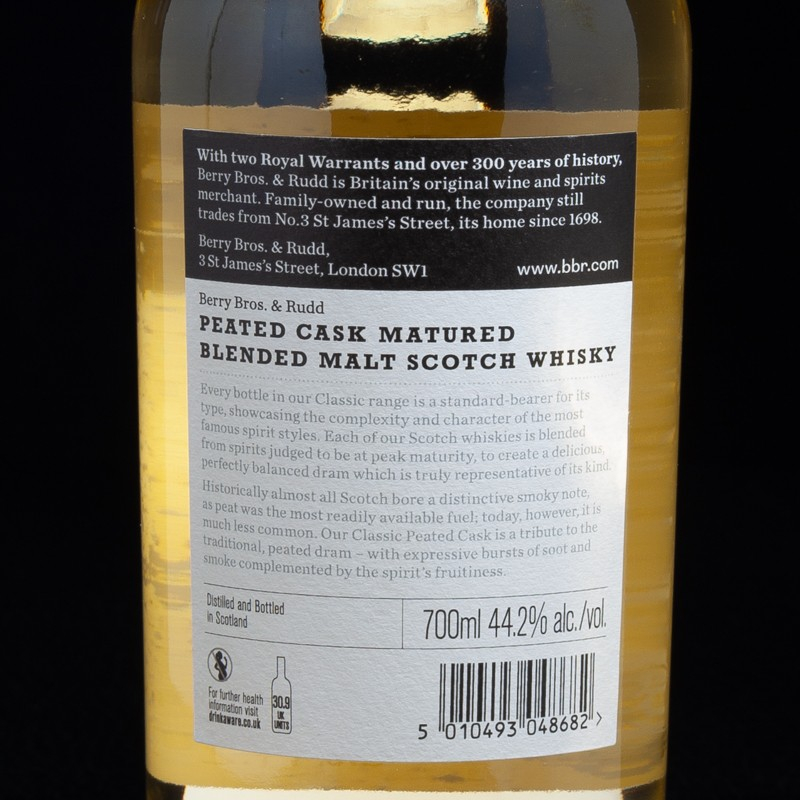 With two Royal Warrants and over 300 years of history,
Berry Bros. & Rudd is Britain's original wine and spirits
merchant. Family-owned and run, the company still
trades from No.3 St James's Street, its home since 1698.
Berry Bros. & Rudd,
3 St James's Street, London SW1
www.bbr.com
Berry Bros. & Rudd
PEATED CASK MATURED
BLENDED MALT SCOTCH WHISKY
Every bottle in our Classic range is a standard-bearer for its
type, showcasing the complexity and character of the most
famous spirit styles. Each of our Scotch whiskies is blended
from spirits judged to be at peak maturity, to create a delicious,
perfectly balanced dram which is truly representative of its kind.
Historically almost all Scotch bore a distinctive smoky note,
as peat was the most readily available fuel; today, however, it is
much less common. Our Classic Peated Cask is a tribute to the
traditional, peated dram – with expressive bursts of soot and
smoke complemented by the spirit's fruitiness.
Distilled and Bottled
in Scotland
700ml 44.2% alc./vol.
For further health
information visit
drinkaware.co.uk
30.9
UK
UNITS
5 010493 048682 >